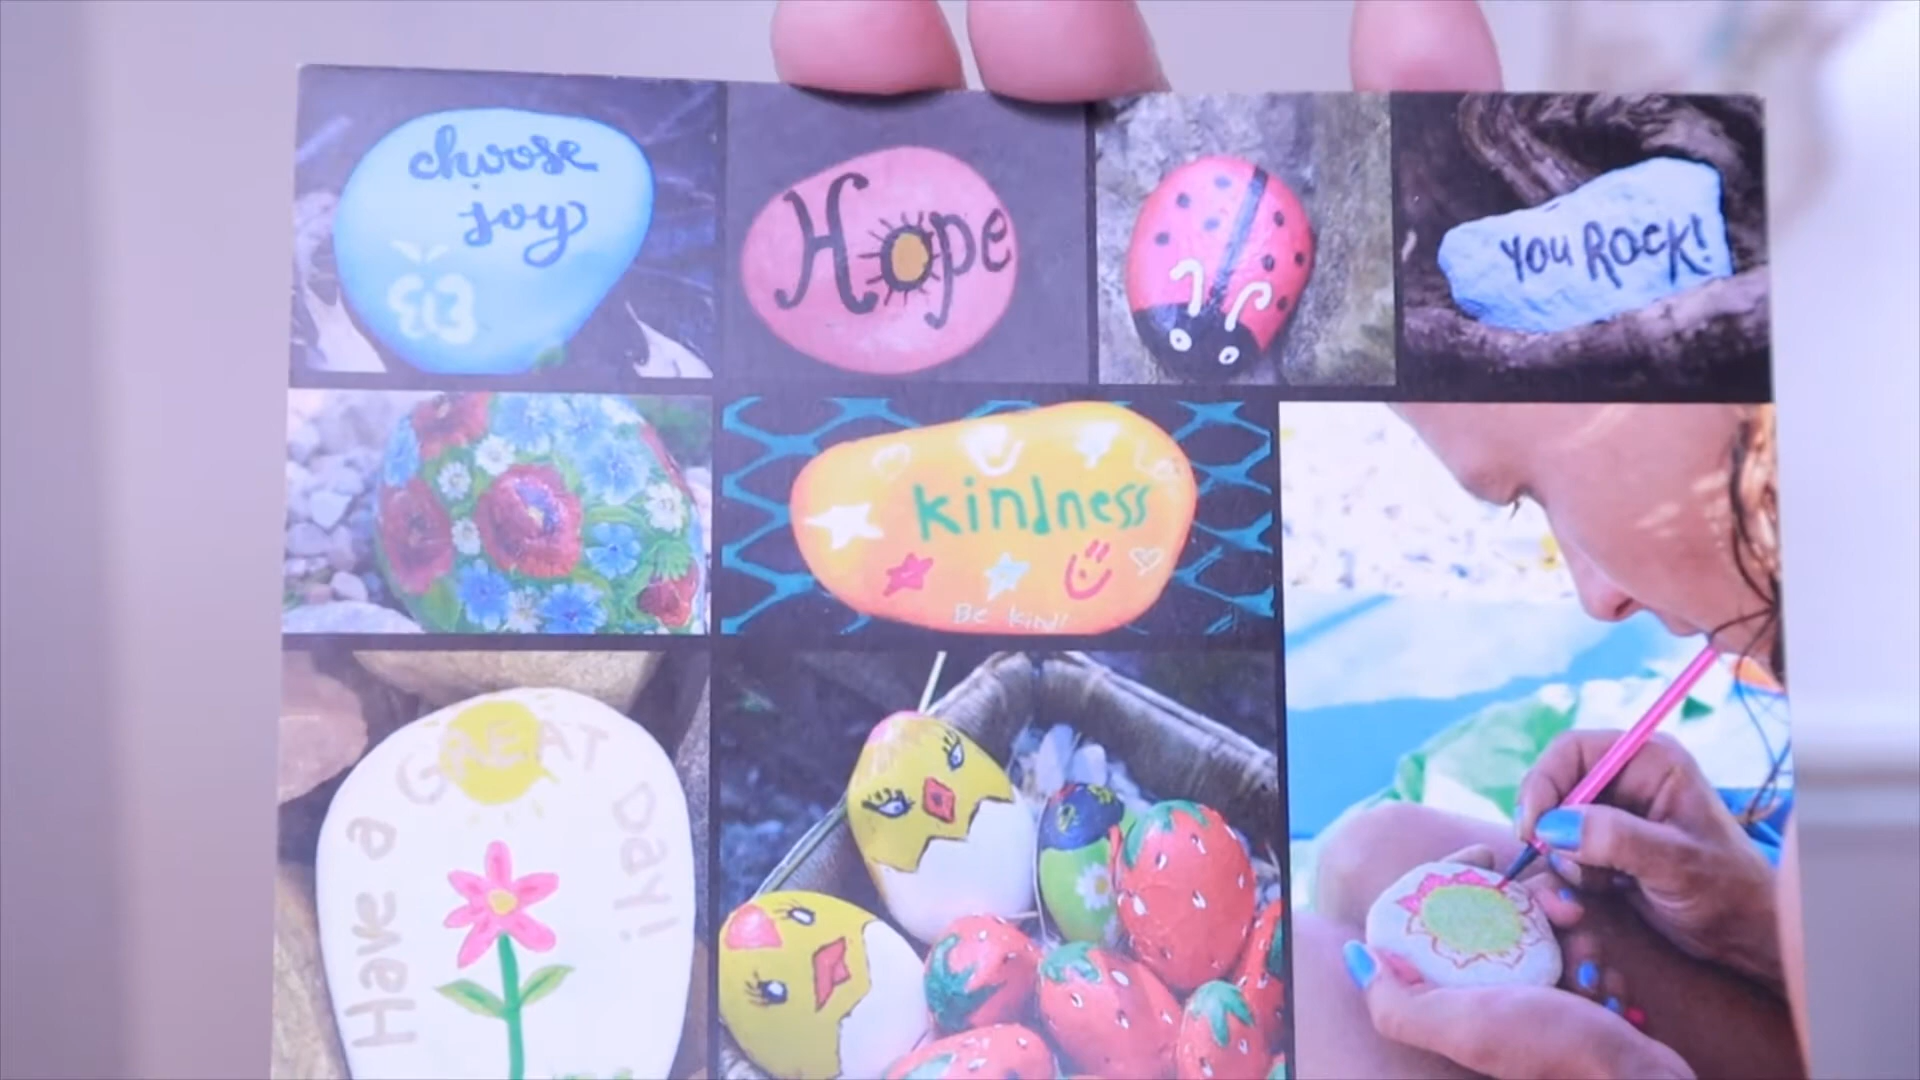 choose
joy
Hope
You Rock!
kindness
Be kind!
Have a GREAT Day!